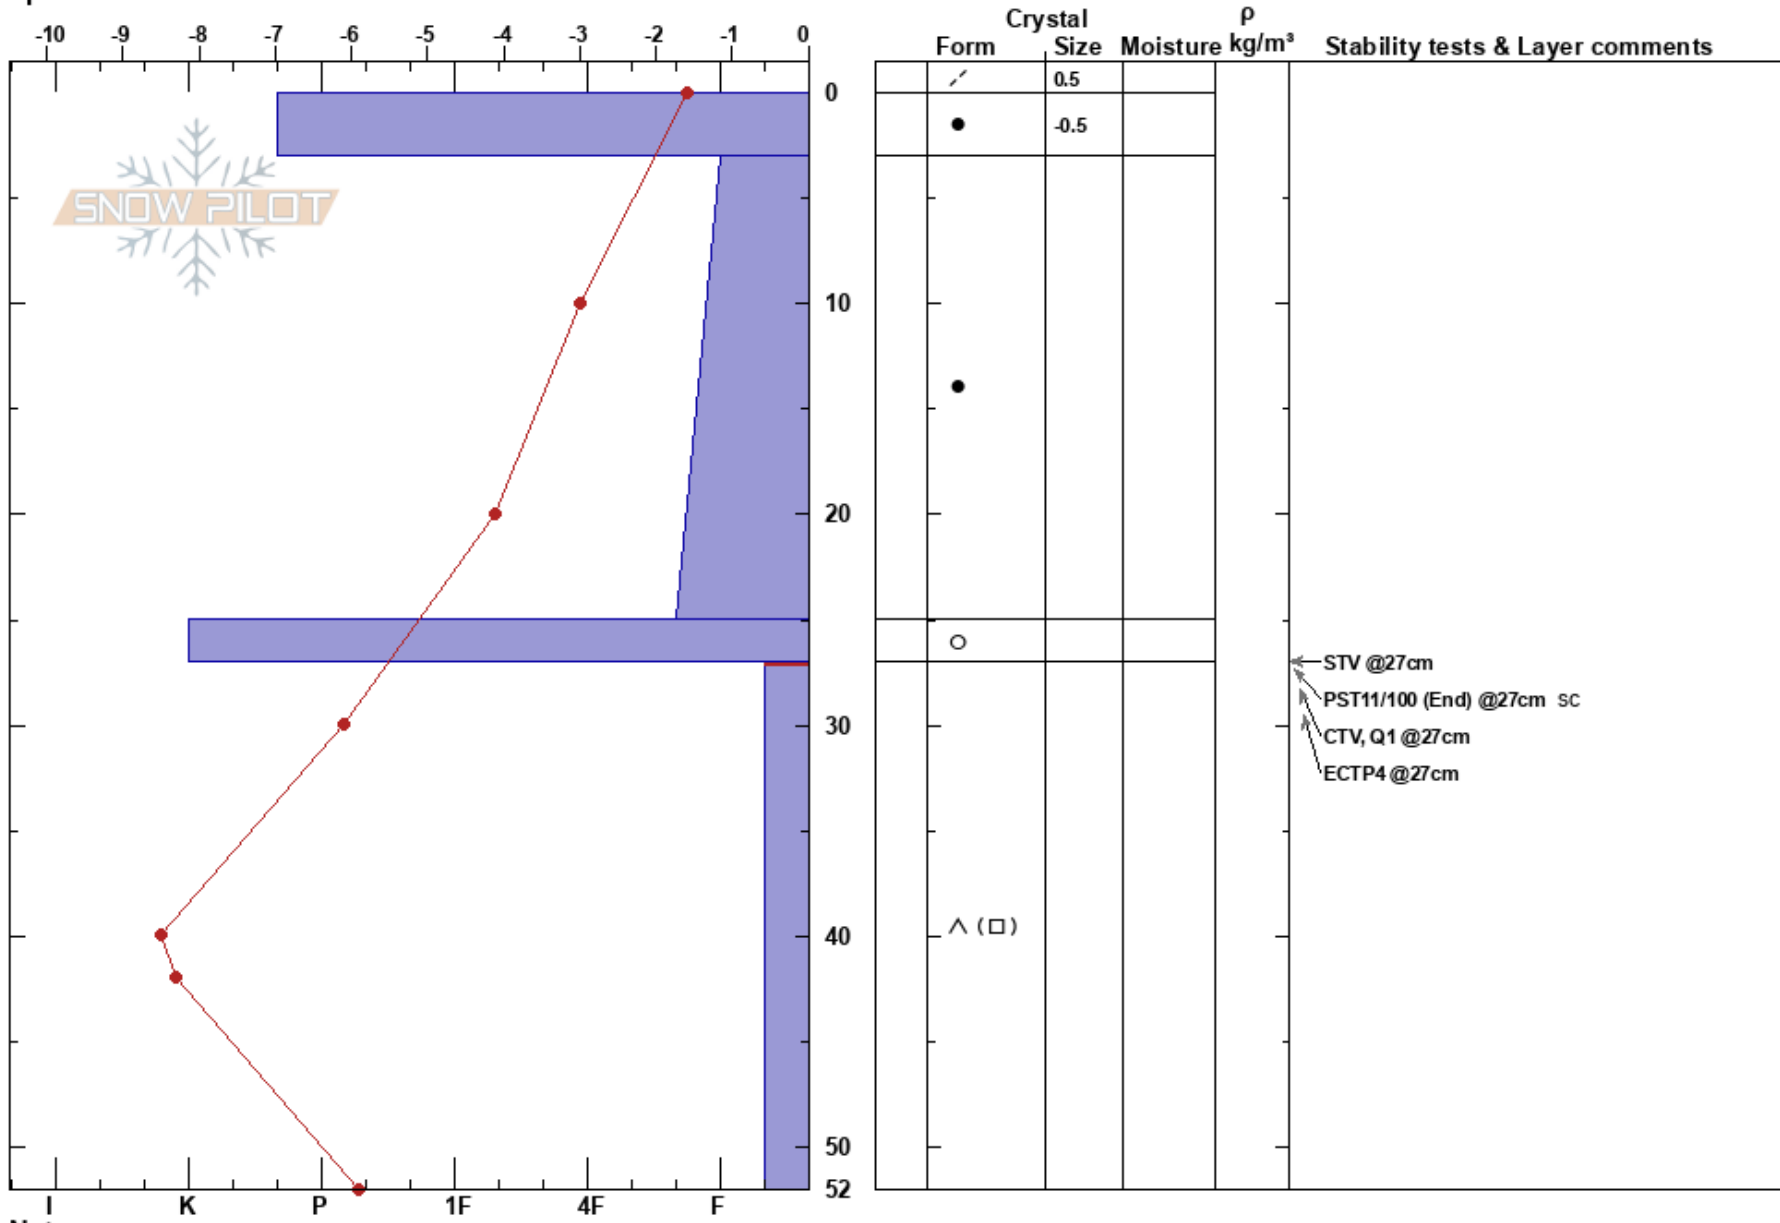 Crystal ρ
-10 -9 -8 -7 -6 -5 -4 -3 -2 -1 0
Form Size Moisture kg/m³ Stability tests & Layer comments
0.5
0
-0.5
SNOW PILOT
10
20
STV @27cm
PST11/100 (End) @27cm SC
30
CTV, Q1 @27cm
ECTP4 @27cm
40
50
52
I K P 1F 4F F